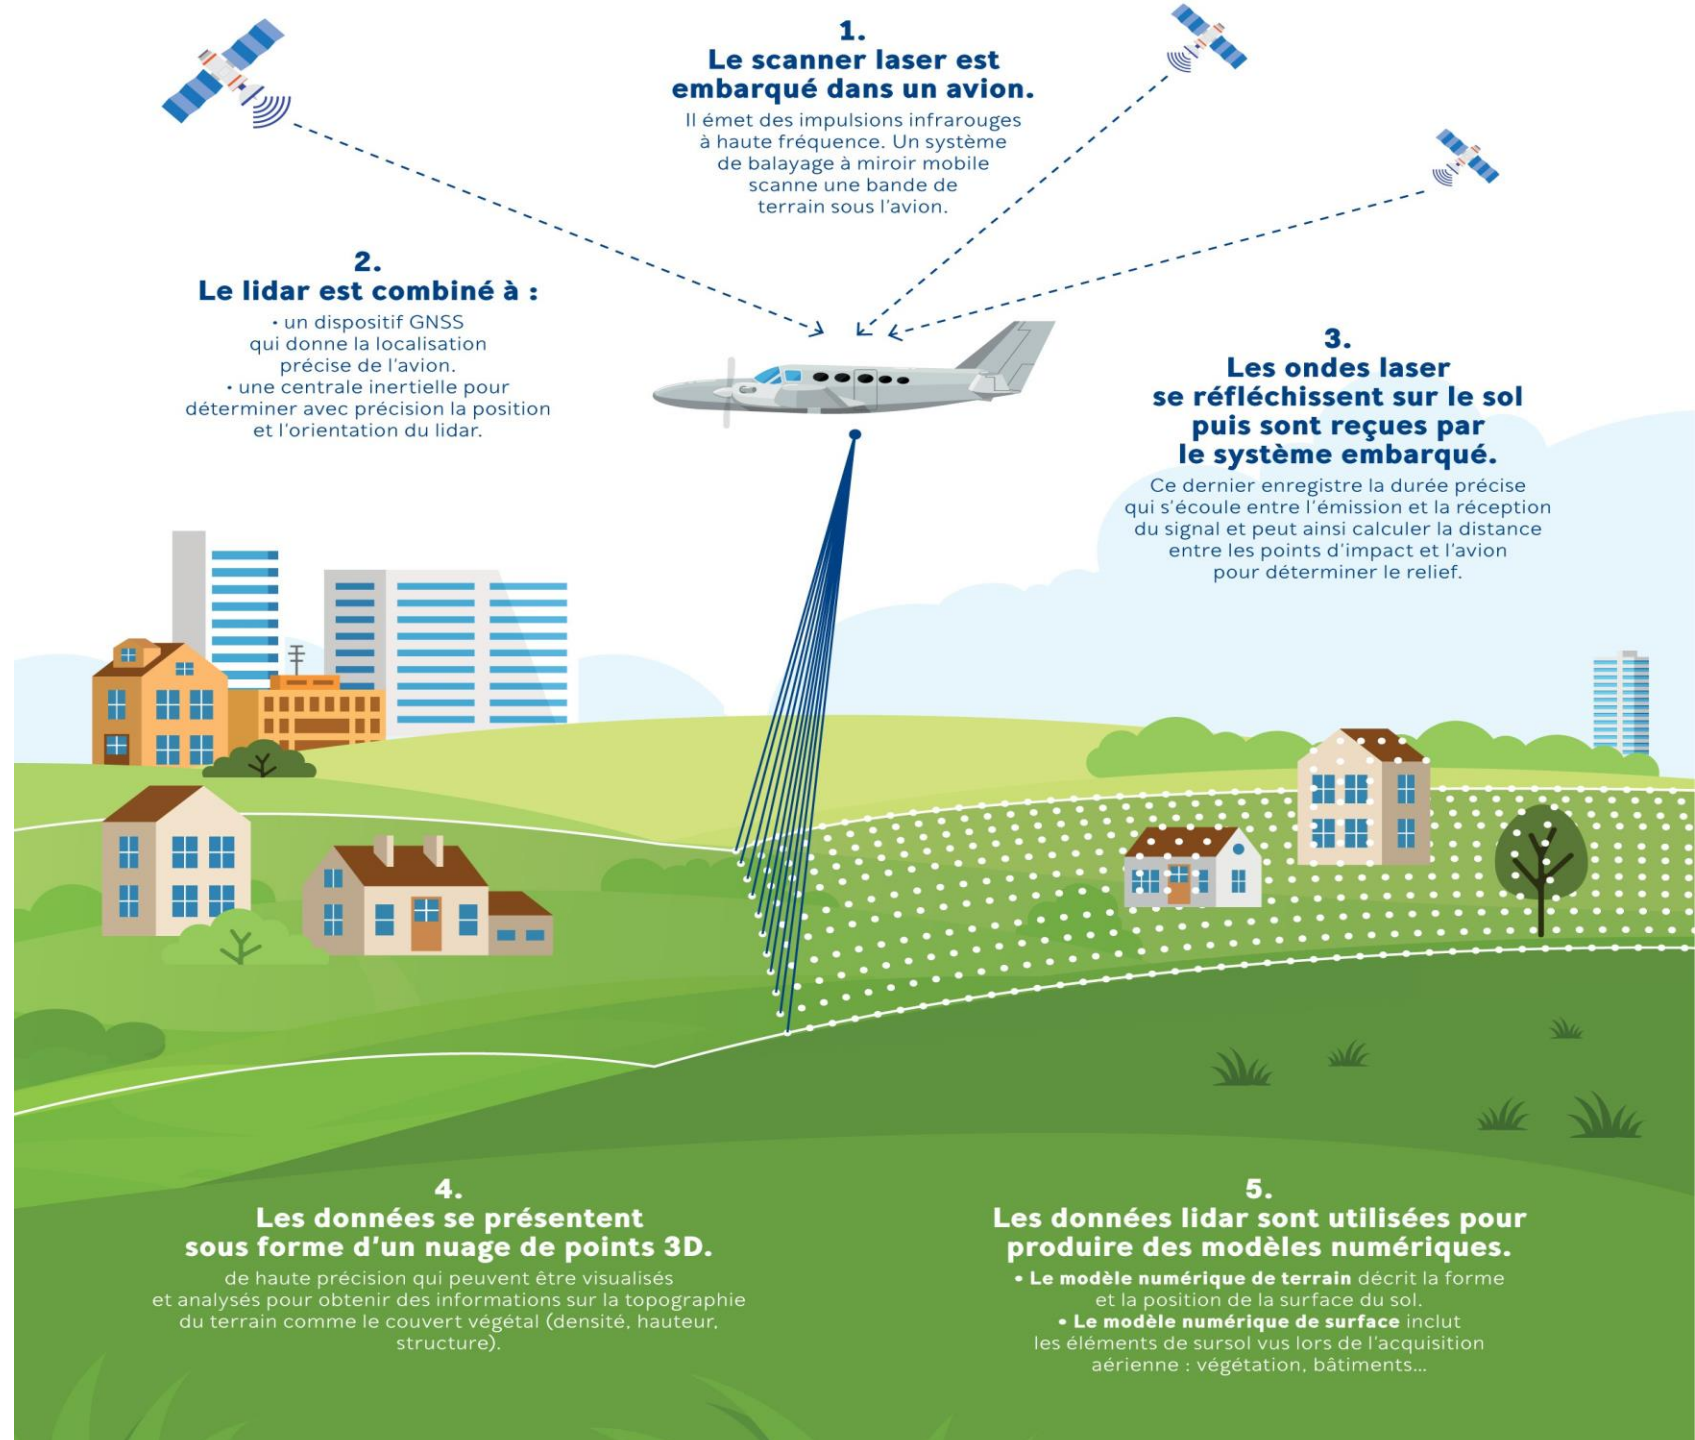 1.
Le scanner laser est
embarqué dans un avion.
Il émet des impulsions infrarouges
à haute fréquence. Un système
de balayage à miroir mobile
scanne une bande de
terrain sous l'avion.
2.
Le lidar est combiné à :
• un dispositif GNSS
qui donne la localisation
précise de l'avion.
• une centrale inertielle pour
déterminer avec précision la position
et l'orientation du lidar.
3.
Les ondes laser
se réfléchissent sur le sol
puis sont reçues par
le système embarqué.
Ce dernier enregistre la durée précise
qui s'écoule entre l'émission et la réception
du signal et peut ainsi calculer la distance
entre les points d'impact et l'avion
pour déterminer le relief.
4.
Les données se présentent
sous forme d'un nuage de points 3D.
de haute précision qui peuvent être visualisés
et analysés pour obtenir des informations sur la topographie
du terrain comme le couvert végétal (densité, hauteur,
structure).
5.
Les données lidar sont utilisées pour
produire des modèles numériques.
• Le modèle numérique de terrain décrit la forme
et la position de la surface du sol.
• Le modèle numérique de surface inclut
les éléments de sursol vus lors de l'acquisition
aérienne : végétation, bâtiments...